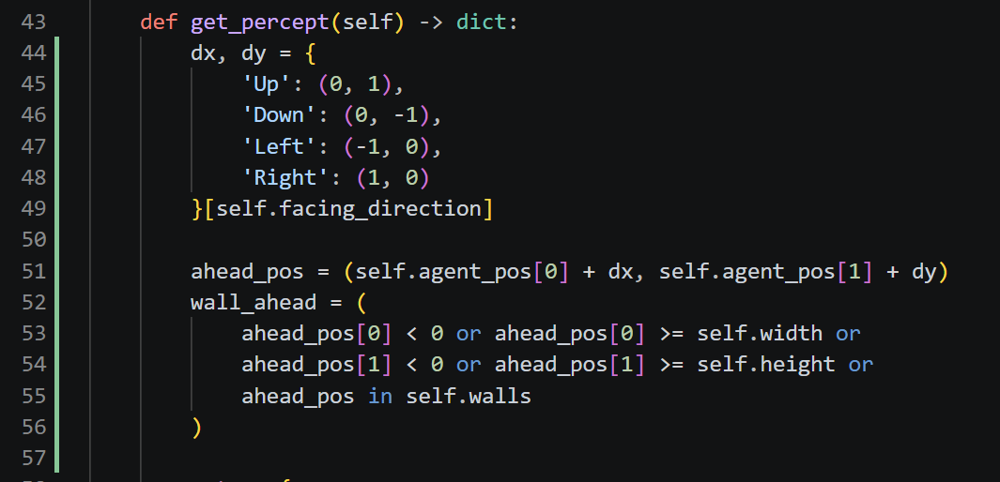 43 def get_percept(self) -> dict:
44 dx, dy = {
45 'Up': (0, 1),
46 'Down': (0, -1),
47 'Left': (-1, 0),
48 'Right': (1, 0)
49 }[self.facing_direction]
50
51 ahead_pos = (self.agent_pos[0] + dx, self.agent_pos[1] + dy)
52 wall_ahead = (
53 ahead_pos[0] < 0 or ahead_pos[0] >= self.width or
54 ahead_pos[1] < 0 or ahead_pos[1] >= self.height or
55 ahead_pos in self.walls
56 )
57